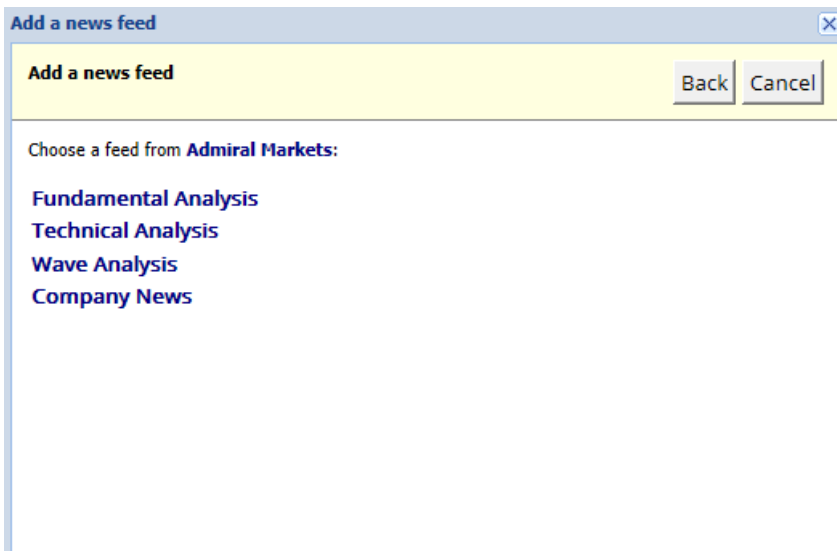 Add a news feed
Add a news feed
Back Cancel
Choose a feed from Admiral Markets:
Fundamental Analysis
Technical Analysis
Wave Analysis
Company News